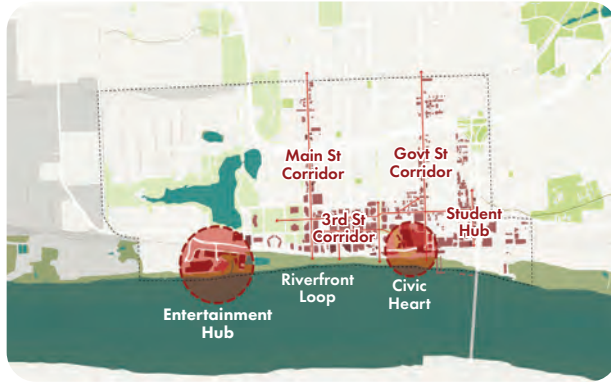 Main St
Corridor
Govt St
Corridor
3rd St
Corridor
Student
Hub
Entertainment
Hub
Riverfront
Loop
Civic
Heart